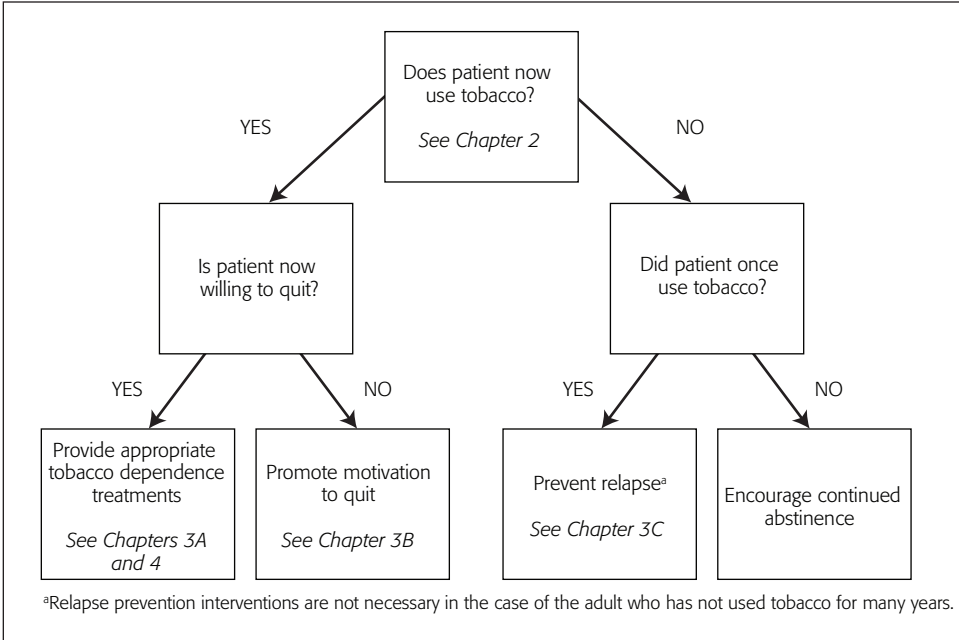 Does patient now
use tobacco?
See Chapter 2
YES
NO
Is patient now
willing to quit?
Did patient once
use tobacco?
YES
NO
YES
NO
Provide appropriate
tobacco dependence
treatments
See Chapters 3A
and 4
Promote motivation
to quit
See Chapter 3B
Prevent relapseᵃ
See Chapter 3C
Encourage continued
abstinence
ᵃRelapse prevention interventions are not necessary in the case of the adult who has not used tobacco for many years.